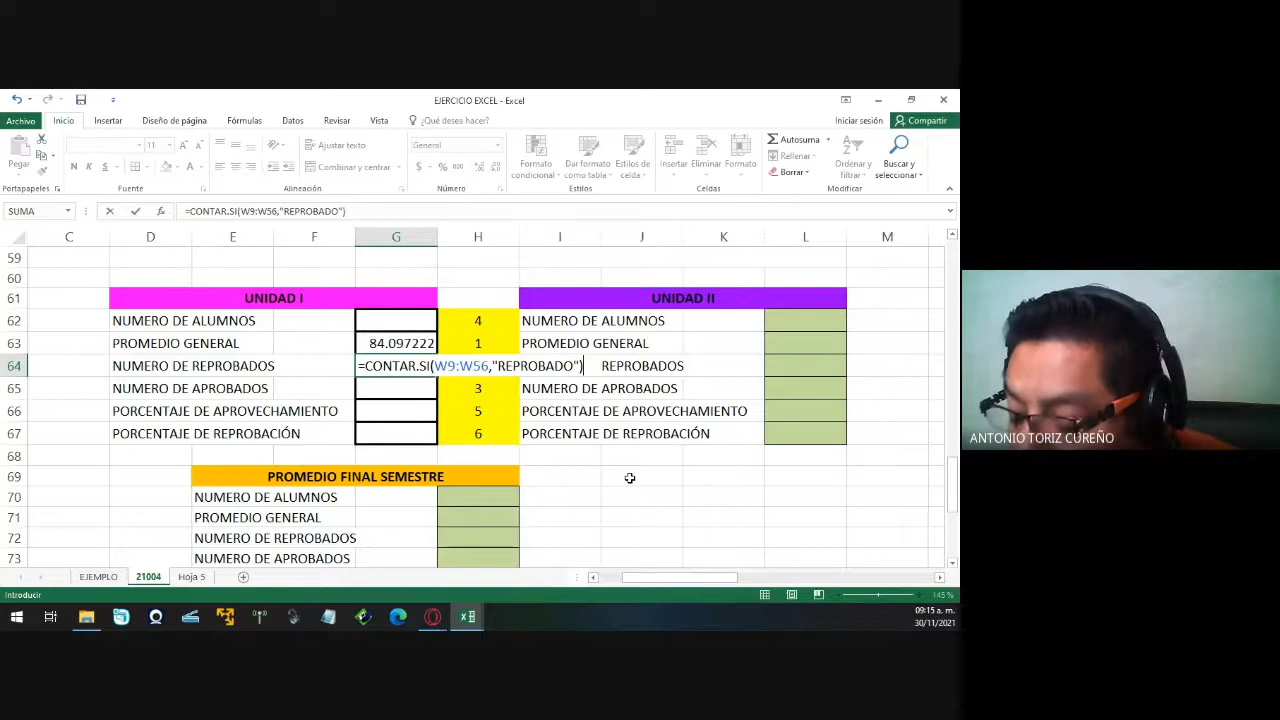 EJERCICIO EXCEL - Excel
Archivo Inicio Insertar Diseño de página Fórmulas Datos Revisar Vista ¿Qué desea hacer? Iniciar sesión Compartir
Pegar
11
N K S
Ajustar texto
Combinar y centrar
General
$ % 000
Formato condicional
Dar formato como tabla
Estilos de celda
Insertar Eliminar Formato
Autosuma
Rellenar
Borrar
Ordenar y filtrar
Buscar y seleccionar
Portapapeles Fuente Alineación Número Estilos Celdas Modificar
SUMA fx =CONTAR.SI(W9:W56,"REPROBADO")
C D E F G H I J K L M
59
60
61 UNIDAD I UNIDAD II
62 NUMERO DE ALUMNOS 4 NUMERO DE ALUMNOS
63 PROMEDIO GENERAL 84.097222 1 PROMEDIO GENERAL
64 NUMERO DE REPROBADOS =CONTAR.SI(W9:W56,"REPROBADO") REPROBADOS
65 NUMERO DE APROBADOS 3 NUMERO DE APROBADOS
66 PORCENTAJE DE APROVECHAMIENTO 5 PORCENTAJE DE APROVECHAMIENTO
67 PORCENTAJE DE REPROBACIÓN 6 PORCENTAJE DE REPROBACIÓN
68
69 PROMEDIO FINAL SEMESTRE
70 NUMERO DE ALUMNOS
71 PROMEDIO GENERAL
72 NUMERO DE REPROBADOS
73 NUMERO DE APROBADOS
EJEMPLO 21004 Hoja 5
Introducir 145 %
09:15 a. m.
30/11/2021
ANTONIO TORIZ CUREÑO